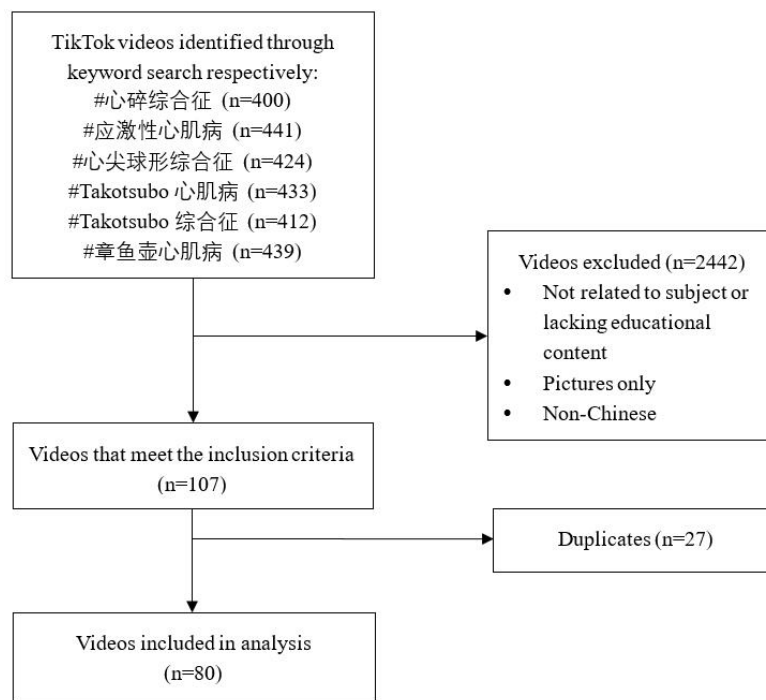 TikTok videos identified through
keyword search respectively:
#心碎综合征 (n=400)
#应激性心肌病 (n=441)
#心尖球形综合征 (n=424)
#Takotsubo 心肌病 (n=433)
#Takotsubo 综合征 (n=412)
#章鱼壶心肌病 (n=439)
Videos excluded (n=2442)
• Not related to subject or
lacking educational
content
• Pictures only
• Non-Chinese
Videos that meet the inclusion criteria
(n=107)
Duplicates (n=27)
Videos included in analysis
(n=80)